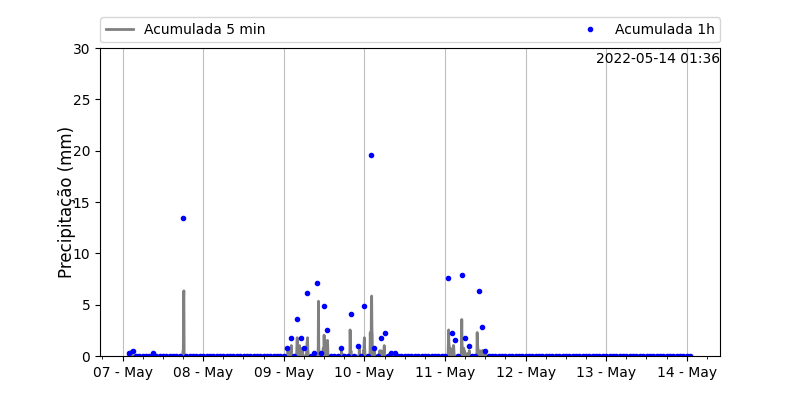 Acumulada 5 min
Acumulada 1h
2022-05-14 01:36
Precipitação (mm)
30
25
20
15
10
5
0
07 - May
08 - May
09 - May
10 - May
11 - May
12 - May
13 - May
14 - May